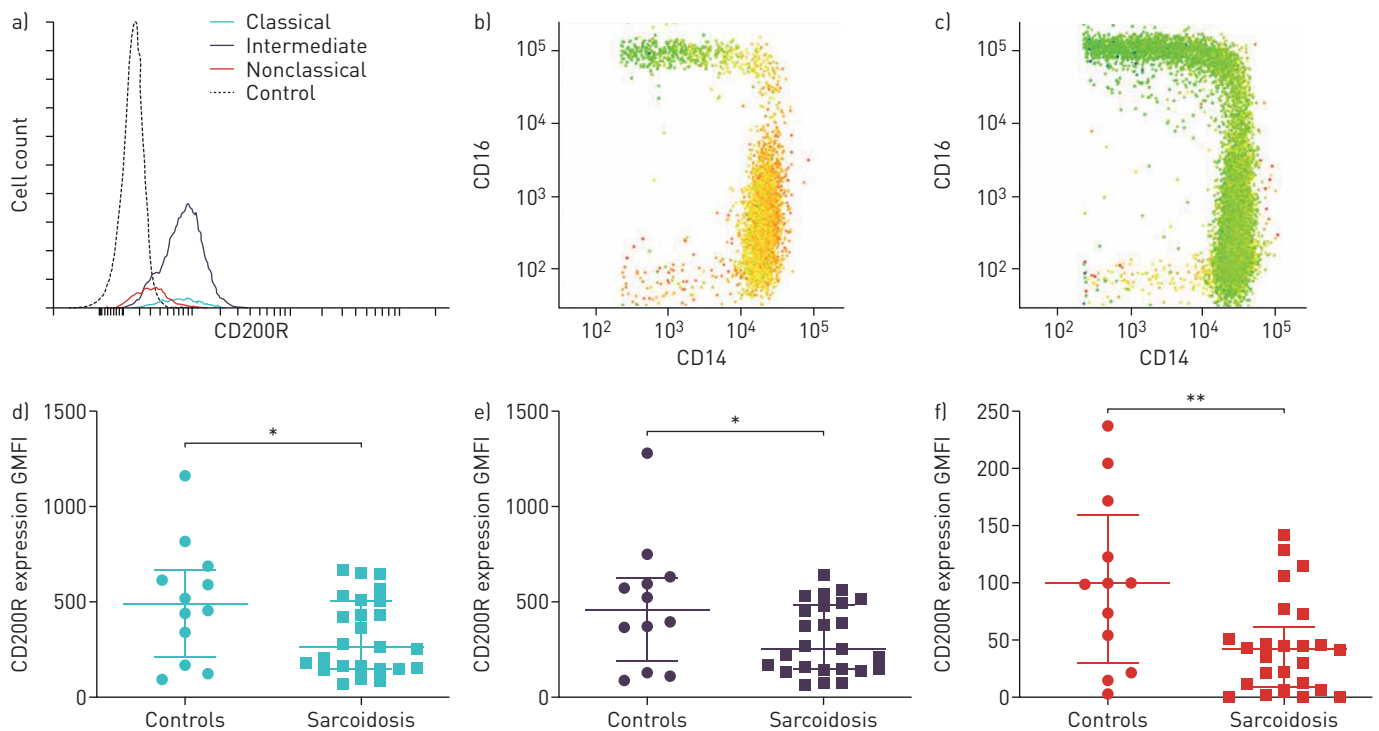 a)
Classical
Intermediate
Nonclassical
Control
Cell count
CD200R
b)
CD16
10⁵
10⁴
10³
10²
10² 10³ 10⁴ 10⁵
CD14
c)
CD16
10⁵
10⁴
10³
10²
10² 10³ 10⁴ 10⁵
CD14
d)
CD200R expression GMFI
1500
1000
500
0
*
Controls Sarcoidosis
e)
CD200R expression GMFI
1500
1000
500
0
*
Controls Sarcoidosis
f)
CD200R expression GMFI
250
200
150
100
50
0
**
Controls Sarcoidosis